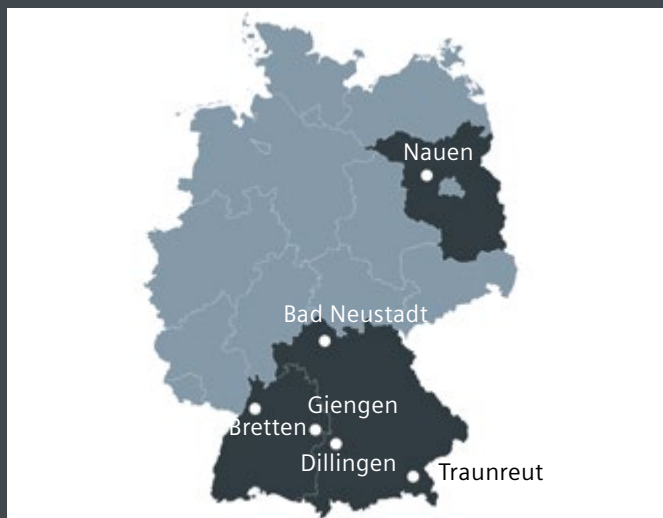 Nauen
Bad Neustadt
Giengen
Bretten
Dillingen
Traunreut